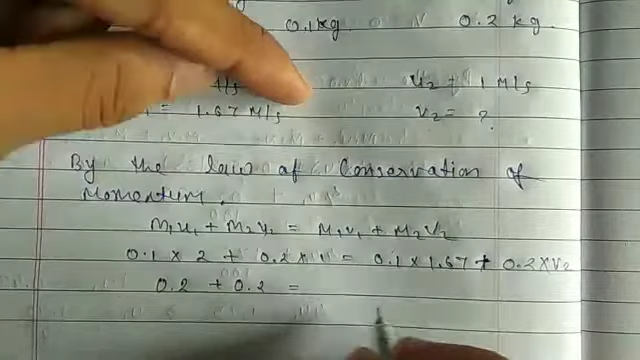 0.1kg 0.2 kg
M/s U2 = 1 M/s
= 1.67 M/s V2 = ?
By the law of Conservation of
Momentum.
M1U1 + M2U2 = M1V1 + M2V2
0.1 x 2 + 0.2 x 1 = 0.1 x 1.67 + 0.2 x V2
0.2 + 0.2 =